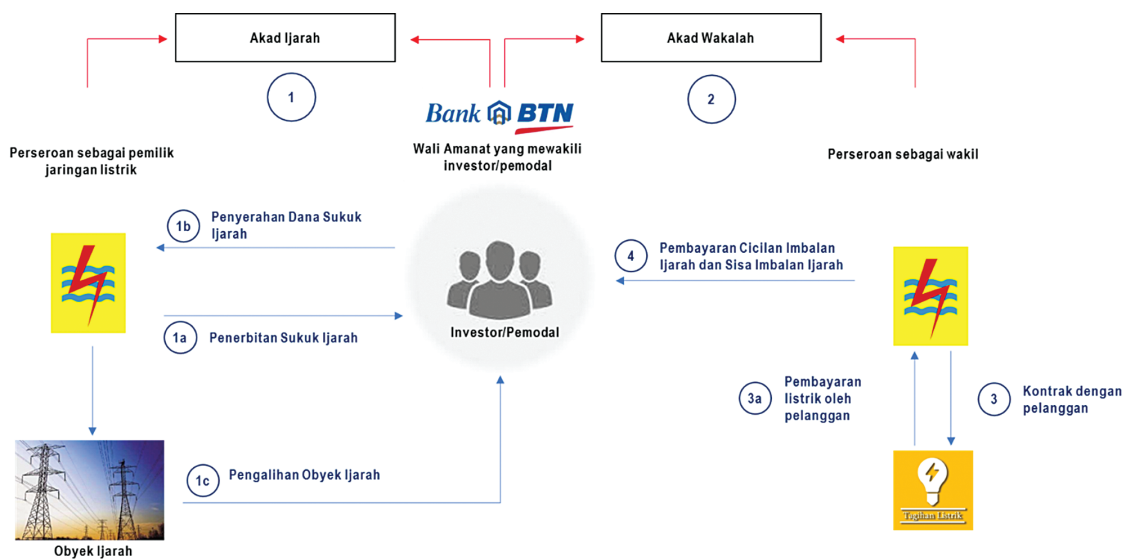 Akad Ijarah
Akad Wakalah
1
2
Bank BTN
Perseroan sebagai pemilik
jaringan listrik
Wali Amanat yang mewakili
investor/pemodal
Perseroan sebagai wakil
1b
Penyerahan Dana Sukuk
Ijarah
4
Pembayaran Cicilan Imbalan
Ijarah dan Sisa Imbalan Ijarah
1a
Penerbitan Sukuk Ijarah
Investor/Pemodal
3a
Pembayaran
listrik oleh
pelanggan
3
Kontrak dengan
pelanggan
1c
Pengalihan Obyek Ijarah
Tagihan Listrik
Obyek Ijarah